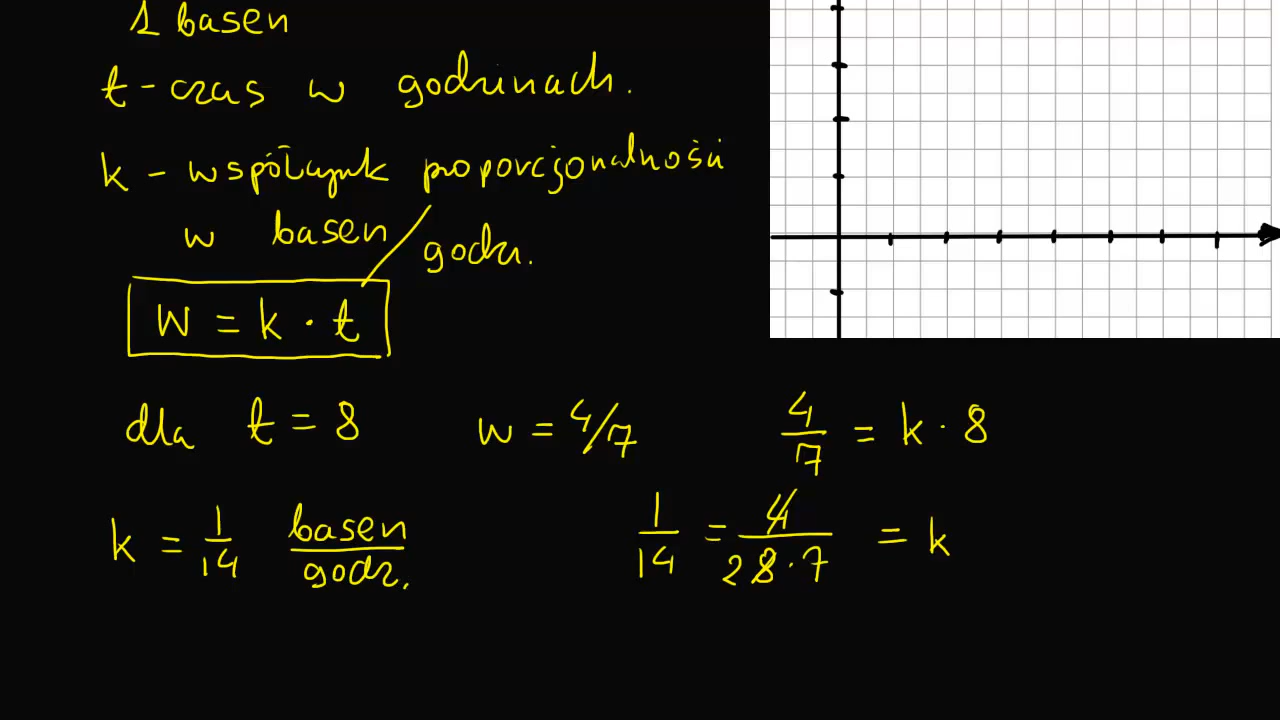 1 basen
t - czas w godzinach.
k - współczynk proporcjonalności
w basen / godz.
W = k · t
dla t = 8 w = 4/7 4/7 = k · 8
k = 1/14 basen/godz. 1/14 = 4/(28·7) = k